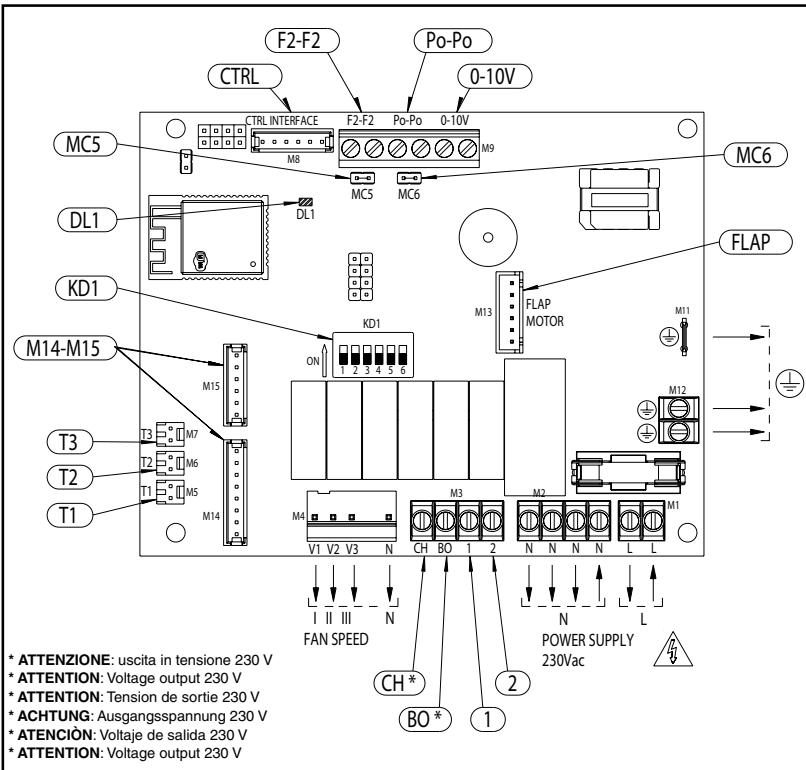 F2-F2 Po-Po
CTRL 0-10V
CTRL INTERFACE F2-F2 Po-Po 0-10V
M8 M9
MC5 MC6
MC5 MC6
DL1
DL1
FLAP
KD1
KD1
M13 FLAP MOTOR
M11
M14-M15
ON
1 2 3 4 5 6
M15
M12
T3
T3 M7
T2
T2 M6
T1
T1 M5
M14
M4 M3 M2 M1
V1 V2 V3 N CH BO 1 2 N N N N L L
I II III N N L
FAN SPEED POWER SUPPLY
230Vac
CH * 2
BO * 1
* ATTENZIONE: uscita in tensione 230 V
* ATTENTION: Voltage output 230 V
* ATTENTION: Tension de sortie 230 V
* ACHTUNG: Ausgangsspannung 230 V
* ATENCIÒN: Voltaje de salida 230 V
* ATTENTION: Voltage output 230 V